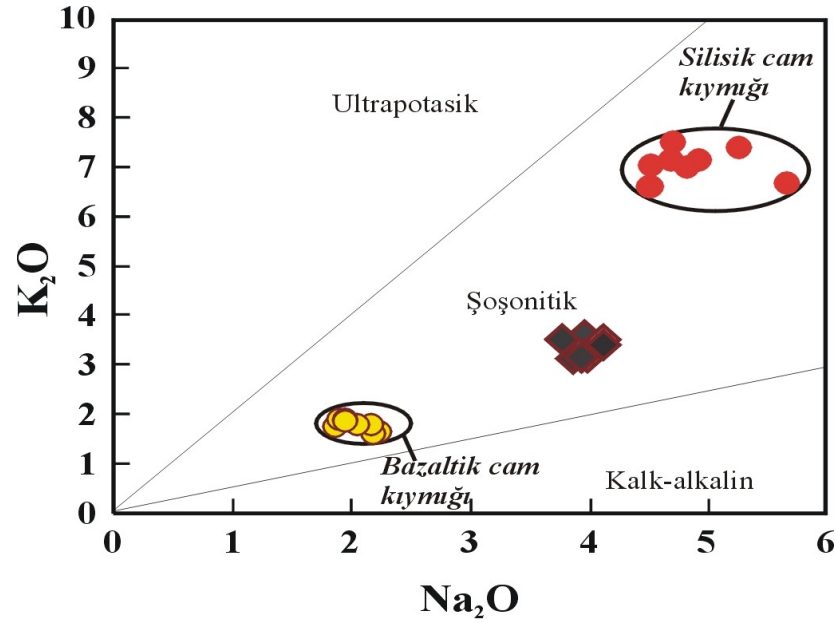 10
9
8
7
6
5
4
3
2
1
0
K₂O
Ultrapotasik
Silisik cam
kıymığı
Şoşonitik
Bazaltik cam
kıymığı
Kalk-alkalin
0 1 2 3 4 5 6
Na₂O